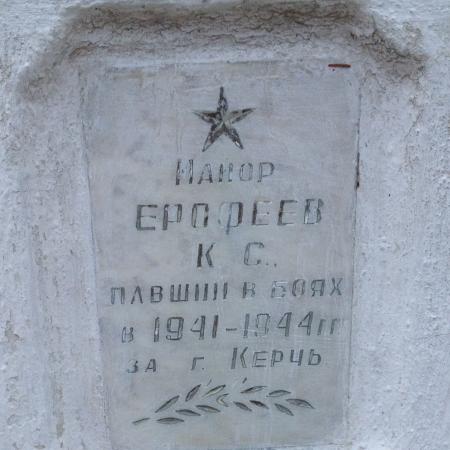 МАЙОР
ЕРОФЕЕВ
К С.,
ПАВШИЙ В БОЯХ
В 1941-1944 ГГ
ЗА Г. КЕРЧЬ